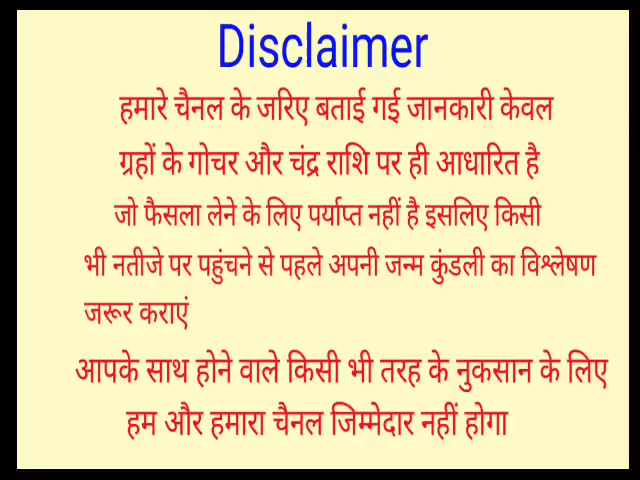 Disclaimer
हमारे चैनल के जरिए बताई गई जानकारी केवल
ग्रहों के गोचर और चंद्र राशि पर ही आधारित है
जो फैसला लेने के लिए पर्याप्त नहीं है इसलिए किसी
भी नतीजे पर पहुंचने से पहले अपनी जन्म कुंडली का विश्लेषण
जरूर कराएं
आपके साथ होने वाले किसी भी तरह के नुकसान के लिए
हम और हमारा चैनल जिम्मेदार नहीं होगा